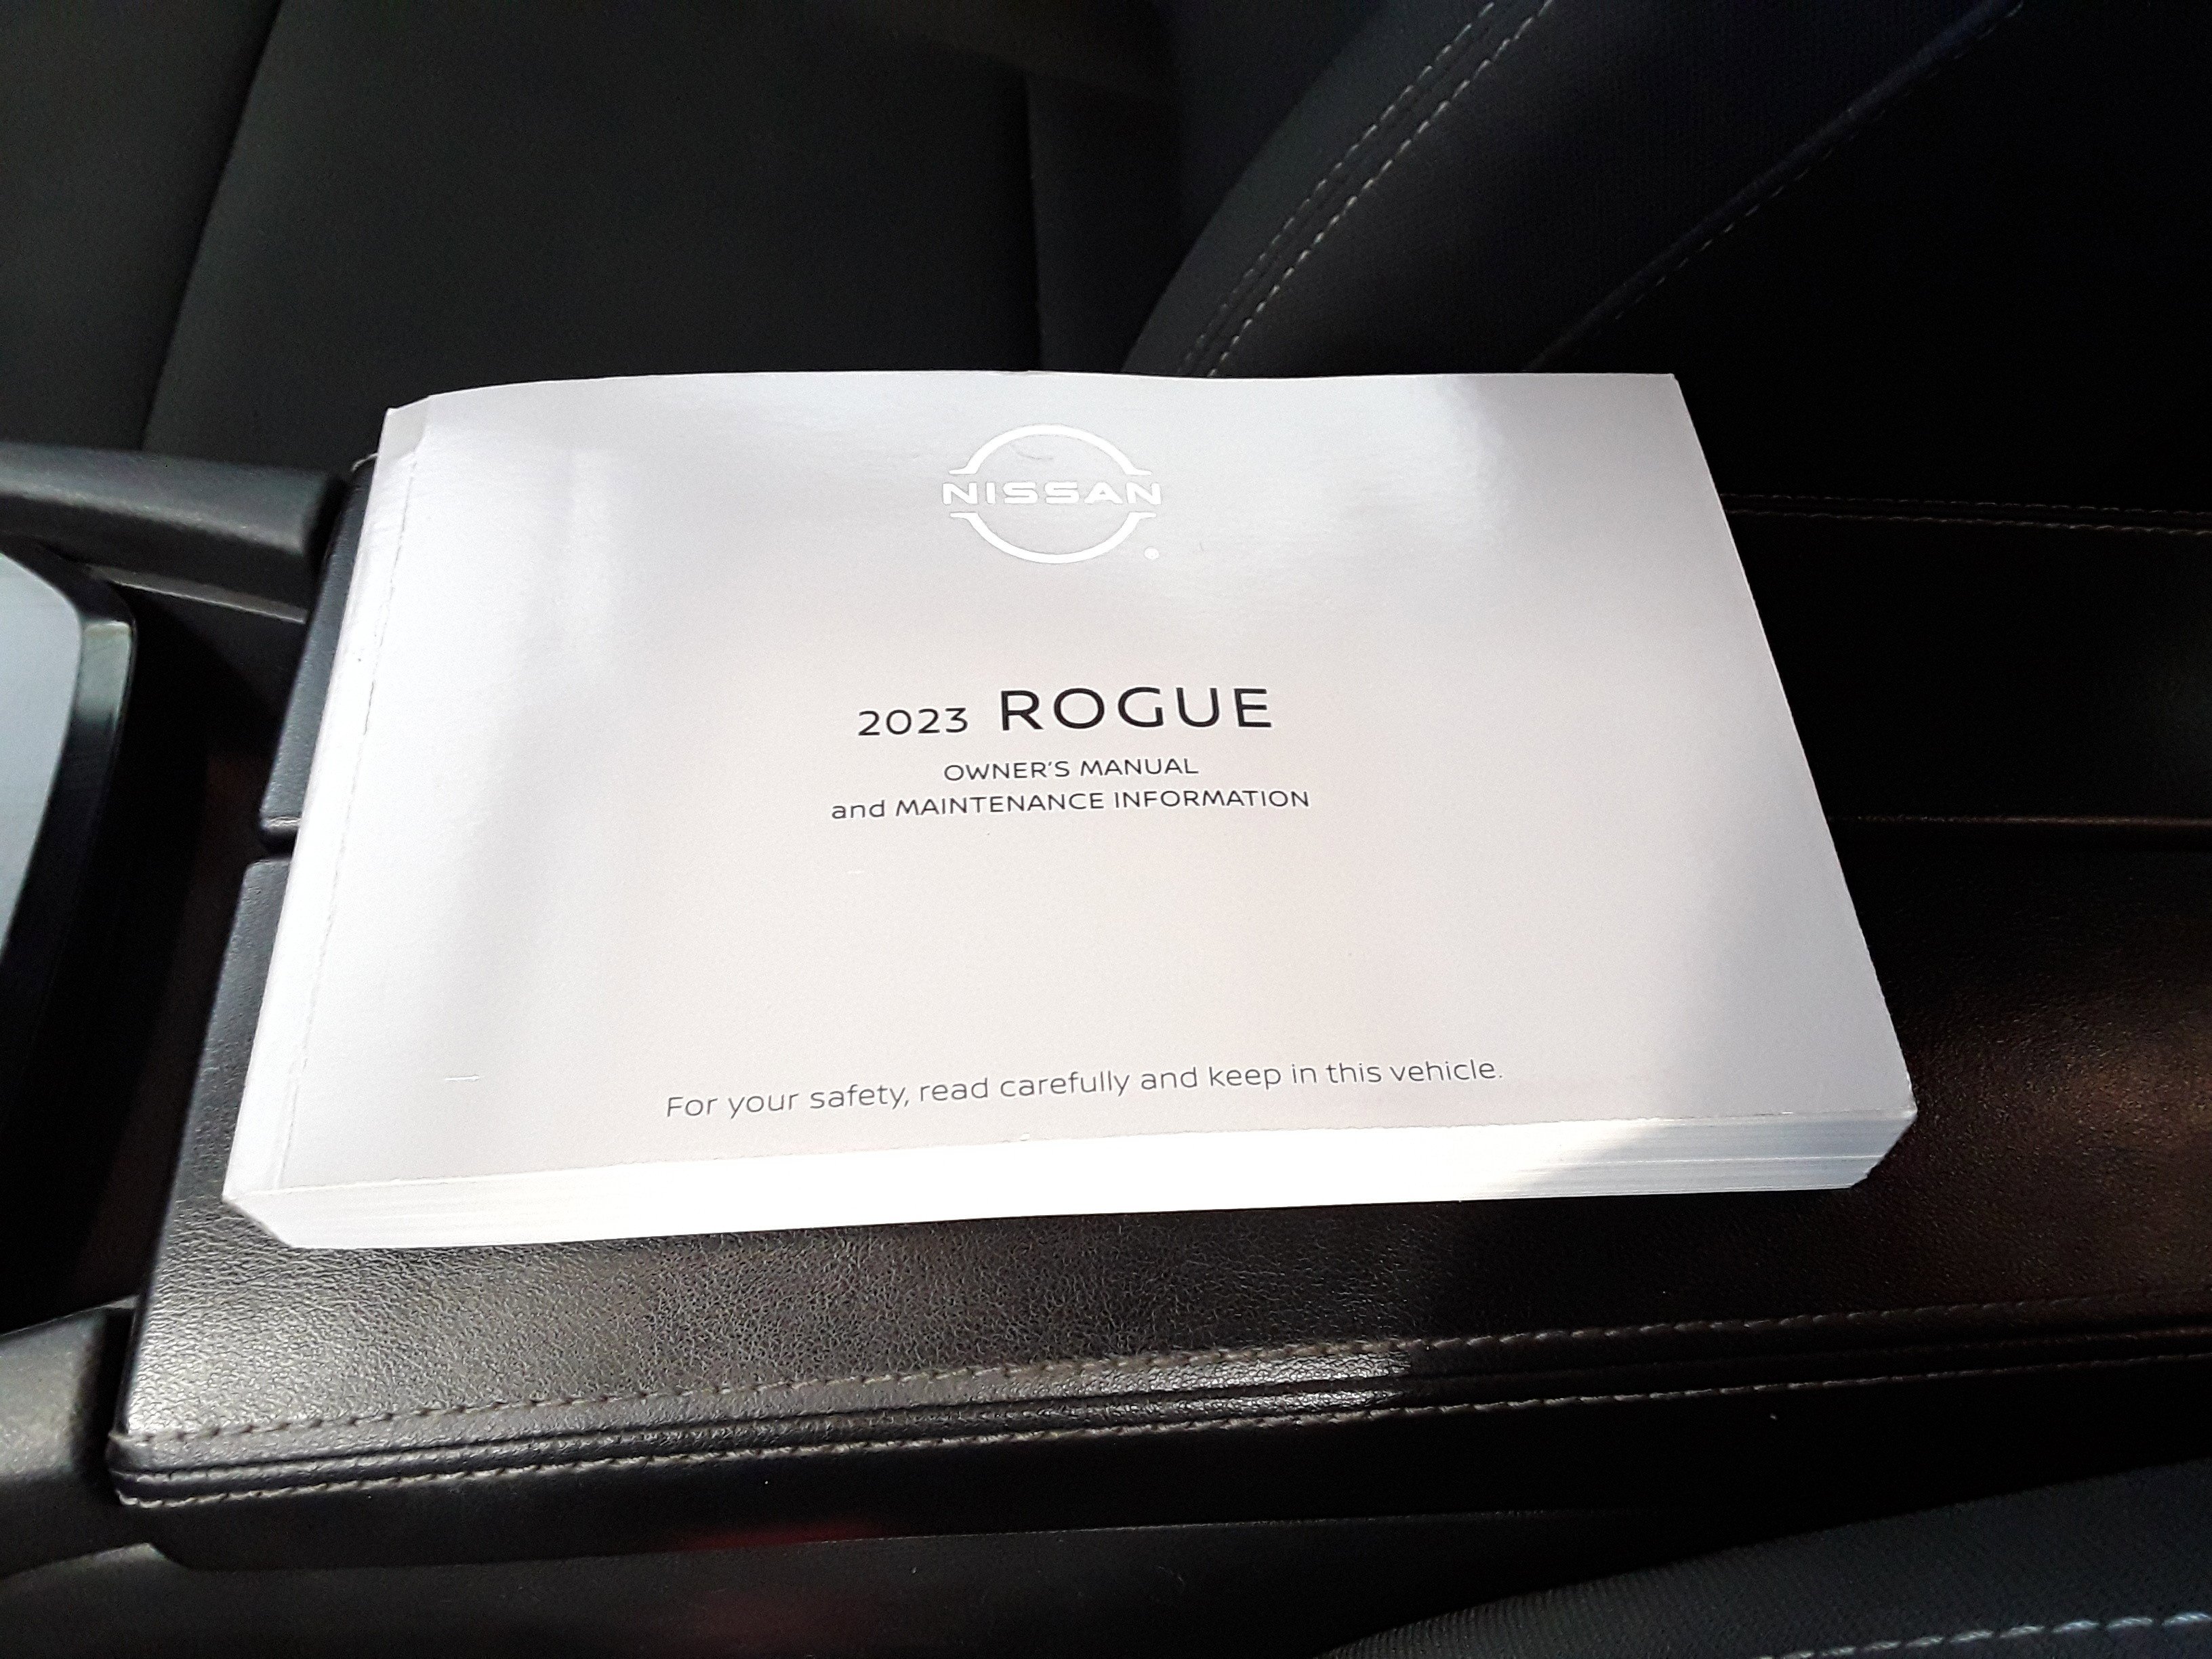 NISSAN
2023 ROGUE
OWNER'S MANUAL
and MAINTENANCE INFORMATION
For your safety, read carefully and keep in this vehicle.